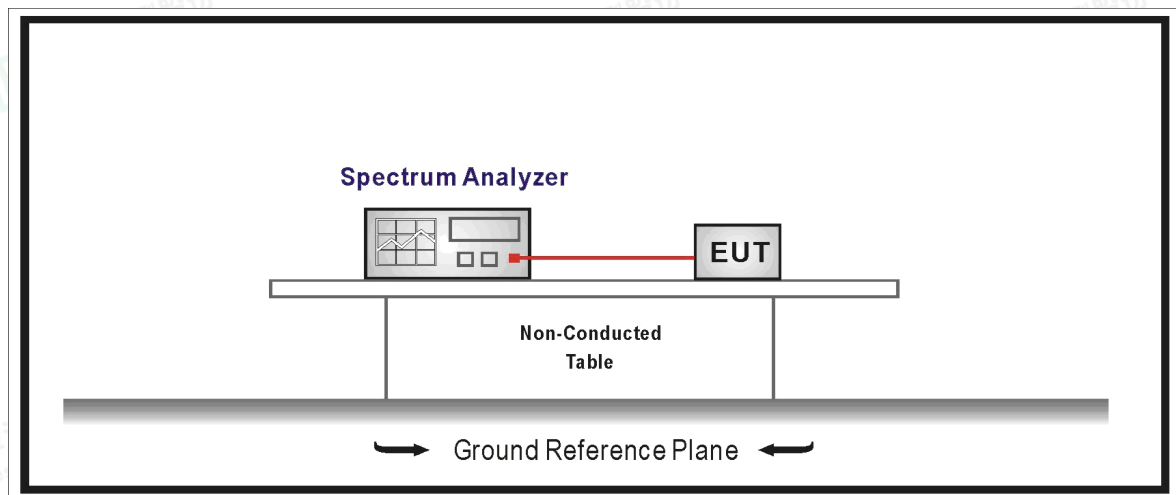 Spectrum Analyzer
EUT
Non-Conducted
Table
Ground Reference Plane